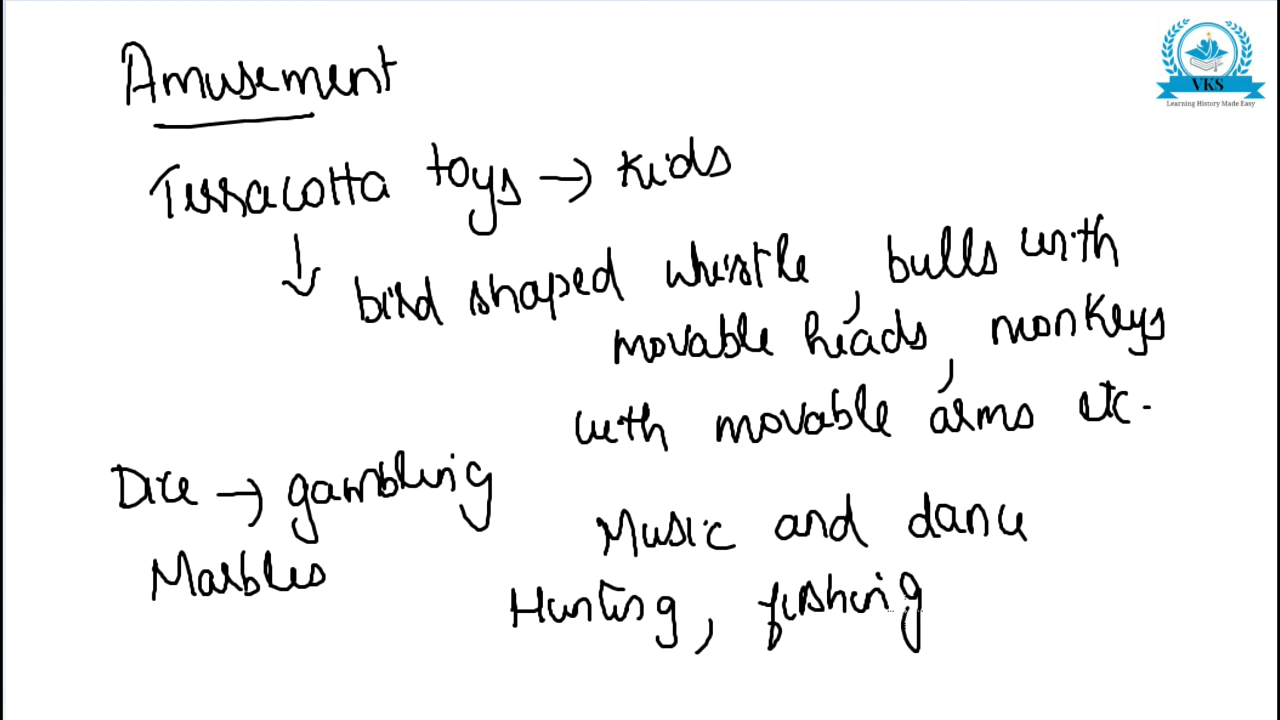 Amusement
VKS
Learning History Made Easy
Terracotta toys → kids
↓ bird shaped whistle, bulls with
movable heads, monkeys
with movable arms etc.
Dice → gambling
Music and dance
Marbles
Hunting, fishing